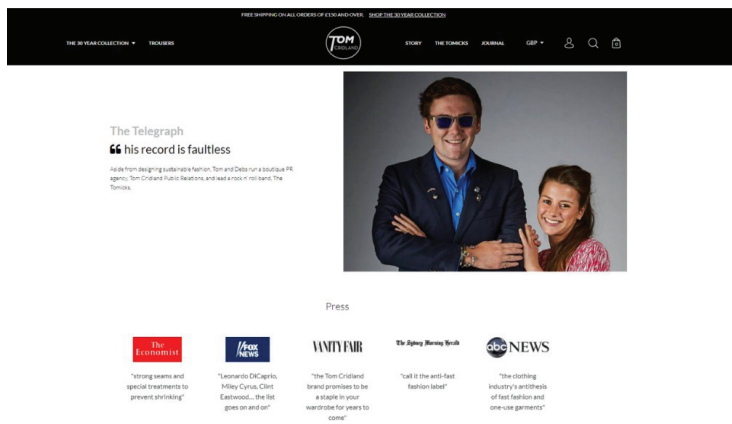 FREE SHIPPING ON ALL ORDERS OF £150 AND OVER. SHOP THE 30 YEAR COLLECTION
THE 30 YEAR COLLECTION TROUSERS TOM CRIDLAND STORY THE TOMICKS JOURNAL GBP 0
The Telegraph
“ his record is faultless
Aside from designing sustainable fashion, Tom and Debs run a boutique PR
agency, Tom Cridland Public Relations, and lead a rock n' roll band, The
Tomicks.
Press
The Economist
FOX NEWS
VANITY FAIR
The Sydney Morning Herald
abc NEWS
"strong seams and
special treatments to
prevent shrinking"
"Leonardo DiCaprio,
Miley Cyrus, Clint
Eastwood... the list
goes on and on"
"the Tom Cridland
brand promises to be
a staple in your
wardrobe for years to
come"
"call it the anti-fast
fashion label"
"the clothing
industry's antithesis
of fast fashion and
one-use garments"